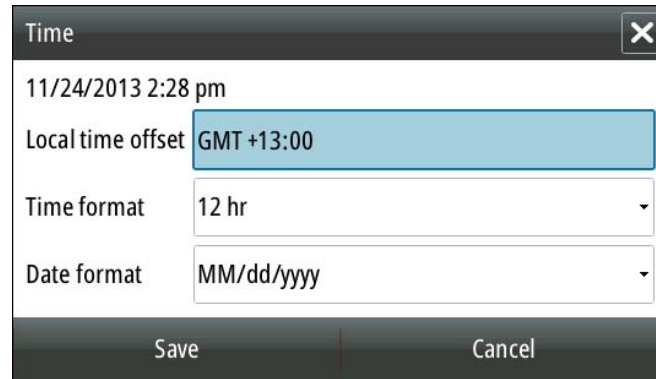 Time
11/24/2013 2:28 pm
Local time offset GMT +13:00
Time format 12 hr
Date format MM/dd/yyyy
Save Cancel